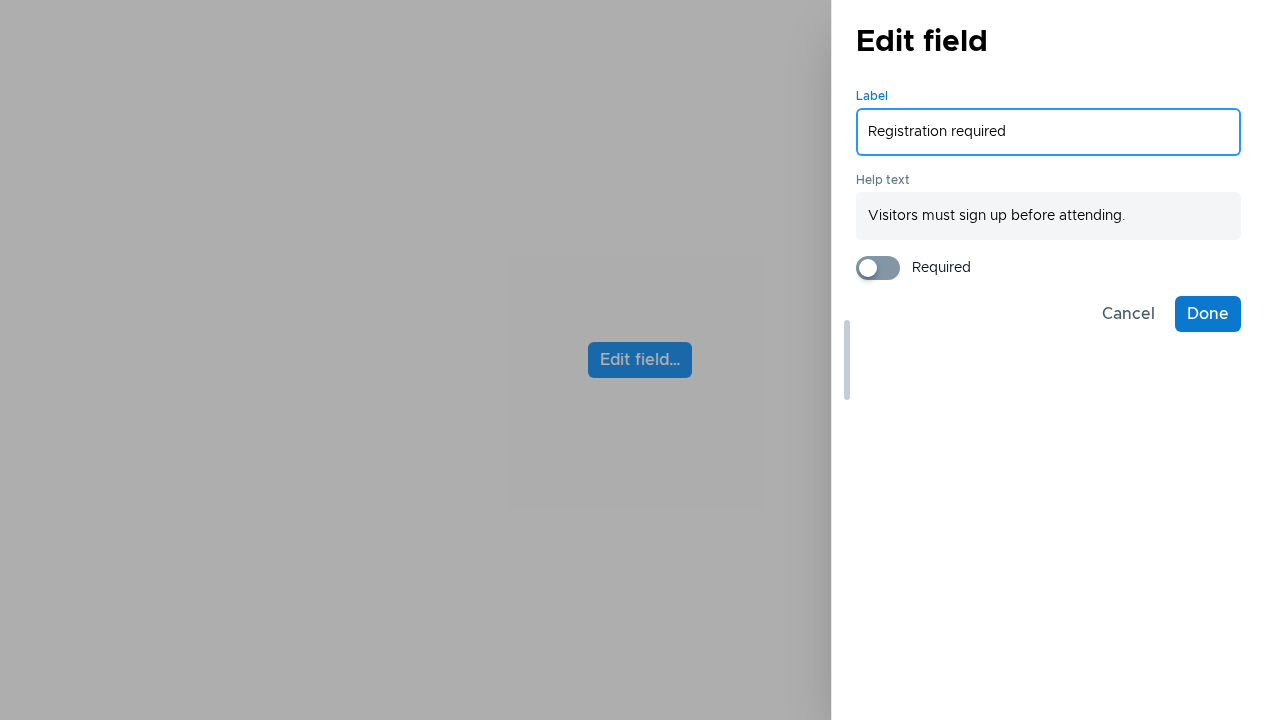 Edit field
Label
Registration required
Help text
Visitors must sign up before attending.
Required
Cancel
Done
Edit field...